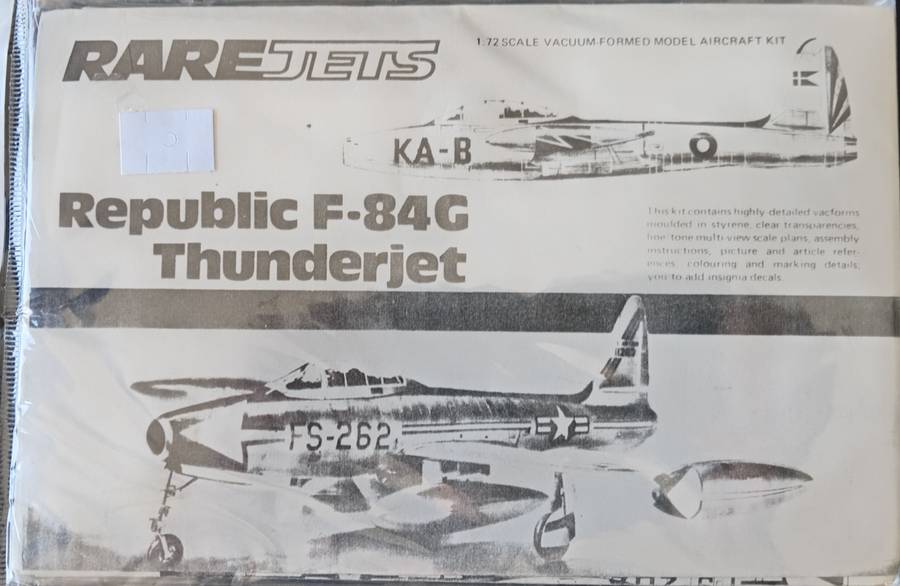 RAREJETS
1:72 SCALE VACUUM-FORMED MODEL AIRCRAFT KIT
KA-B
Republic F-84G
Thunderjet
This kit contains highly-detailed vacforms
moulded in styrene, clear transparencies,
fine-tone multi-view scale plans, assembly
instructions, picture and article refer-
ences, colouring and marking details;
you to add insignia decals.
FS-262